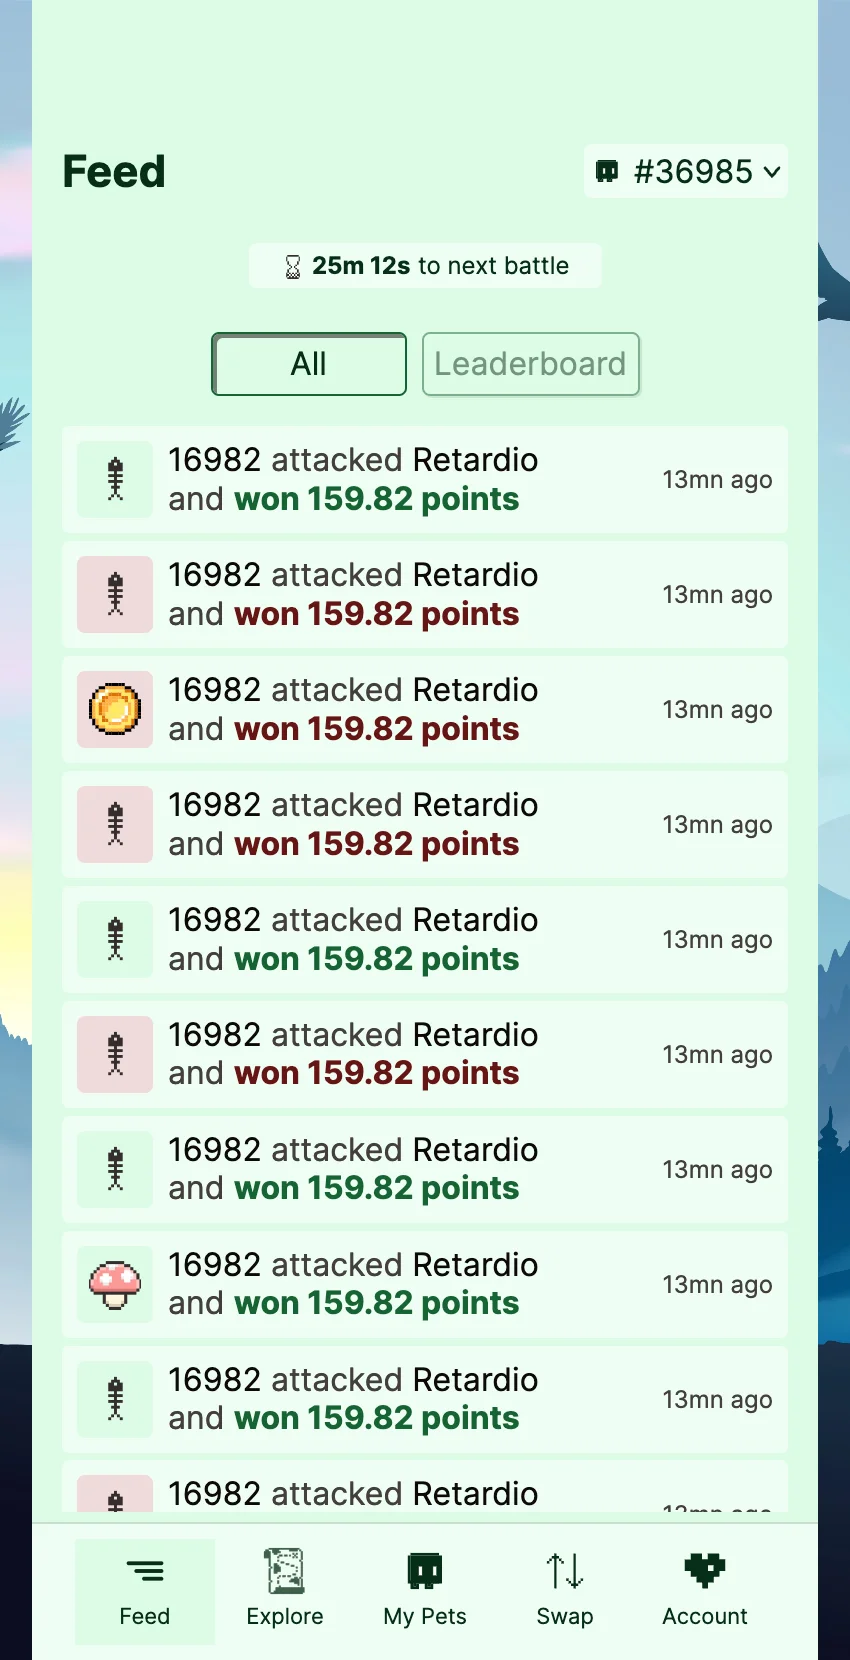 Feed
#36985
25m 12s to next battle
All
Leaderboard
16982 attacked Retardio
and won 159.82 points
13mn ago
16982 attacked Retardio
and won 159.82 points
13mn ago
16982 attacked Retardio
and won 159.82 points
13mn ago
16982 attacked Retardio
and won 159.82 points
13mn ago
16982 attacked Retardio
and won 159.82 points
13mn ago
16982 attacked Retardio
and won 159.82 points
13mn ago
16982 attacked Retardio
and won 159.82 points
13mn ago
16982 attacked Retardio
and won 159.82 points
13mn ago
16982 attacked Retardio
and won 159.82 points
13mn ago
16982 attacked Retardio
Feed
Explore
My Pets
Swap
Account